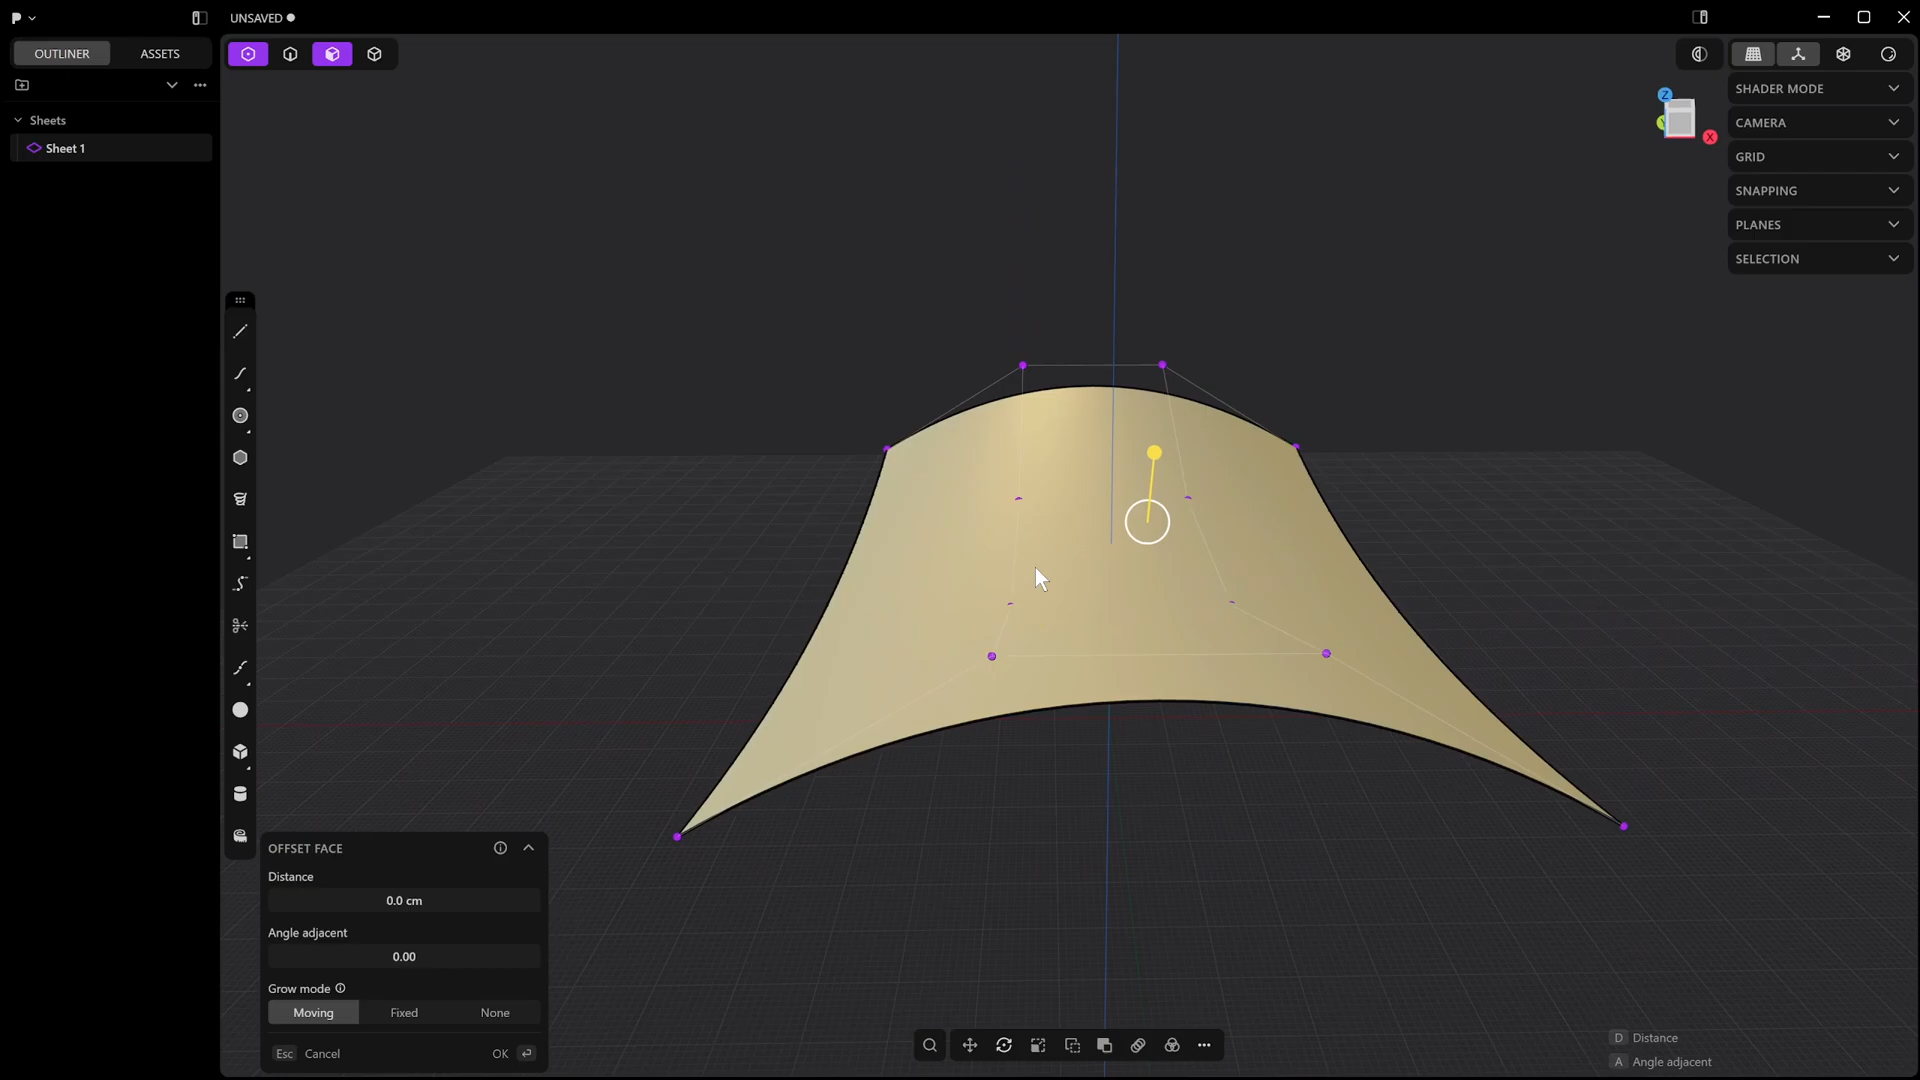 UNSAVED
OUTLINER
ASSETS
Sheets
Sheet 1
SHADER MODE
CAMERA
GRID
SNAPPING
PLANES
SELECTION
Z
Y
X
OFFSET FACE
Distance
0.0 cm
Angle adjacent
0.00
Grow mode
Moving
Fixed
None
Esc Cancel
OK
D Distance
A Angle adjacent